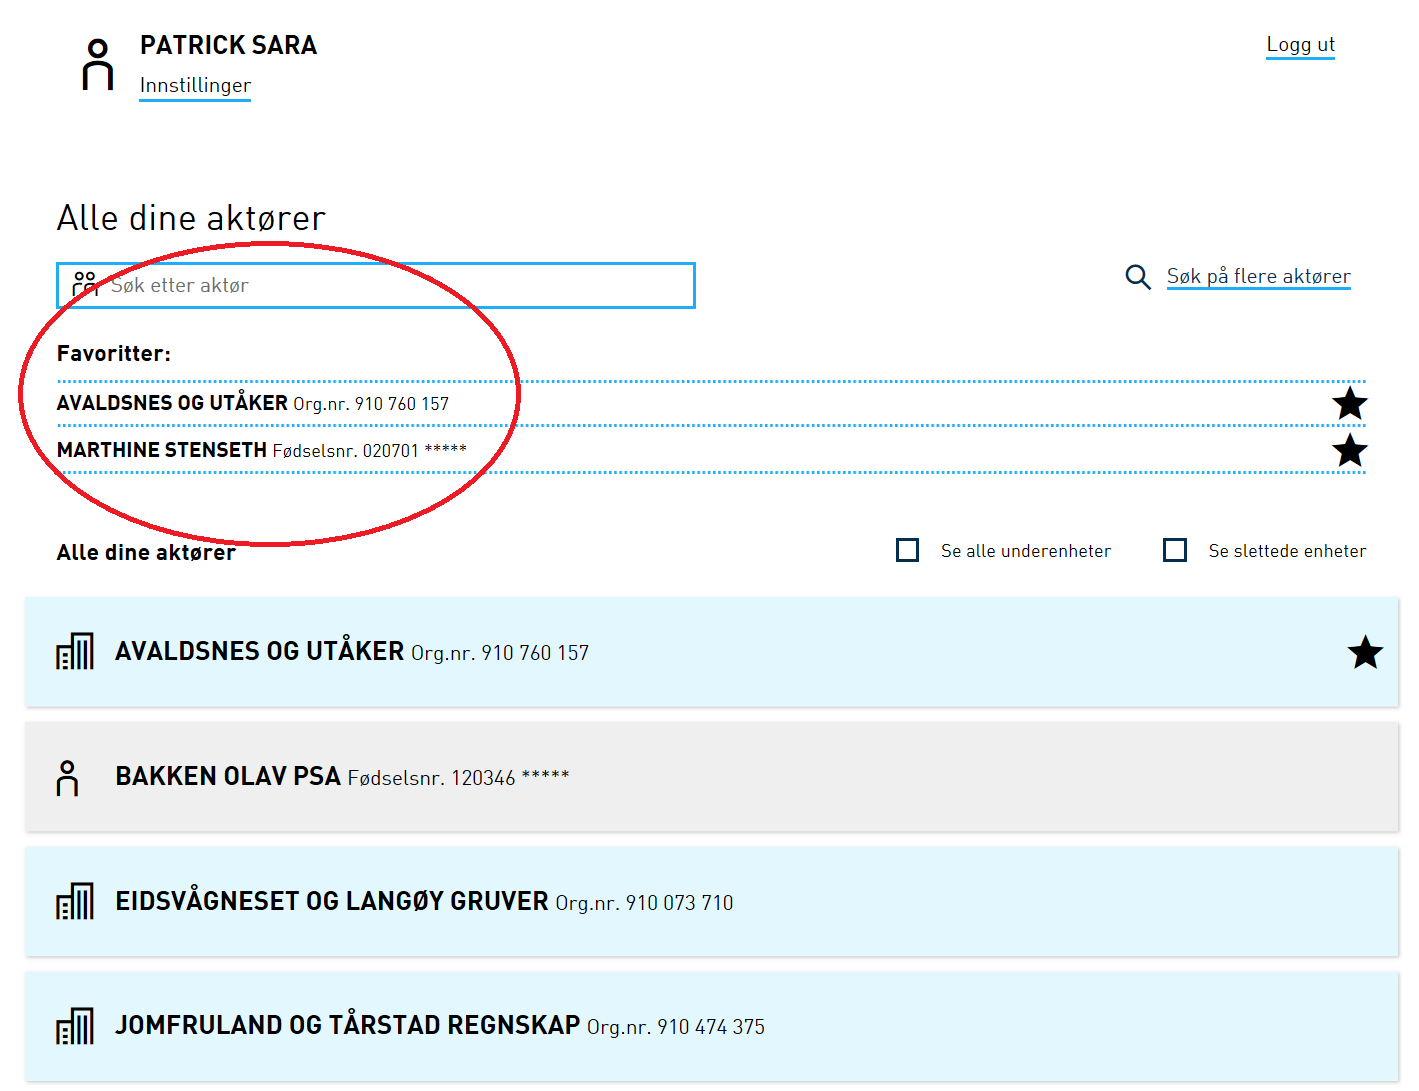 PATRICK SARA
Logg ut
Innstillinger
Alle dine aktører
Søk etter aktør
Søk på flere aktører
Favoritter:
AVALDSNES OG UTÅKER Org.nr. 910 760 157
MARTHINE STENSETH Fødselsnr. 020701 *****
Alle dine aktører
Se alle underenheter
Se slettede enheter
AVALDSNES OG UTÅKER Org.nr. 910 760 157
BAKKEN OLAV PSA Fødselsnr. 120346 *****
EIDSVÅGNESET OG LANGØY GRUVER Org.nr. 910 073 710
JOMFRULAND OG TÅRSTAD REGNSKAP Org.nr. 910 474 375